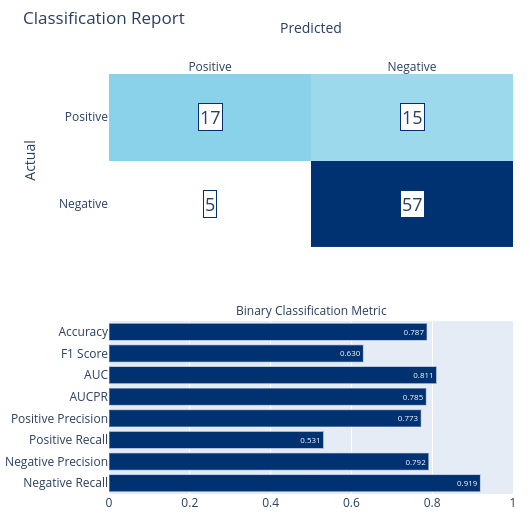 Classification Report
Predicted
Positive Negative
Actual
Positive 17 15
Negative 5 57
Binary Classification Metric
Accuracy 0.787
F1 Score 0.630
AUC 0.811
AUCPR 0.785
Positive Precision 0.773
Positive Recall 0.531
Negative Precision 0.792
Negative Recall 0.919
0 0.2 0.4 0.6 0.8 1